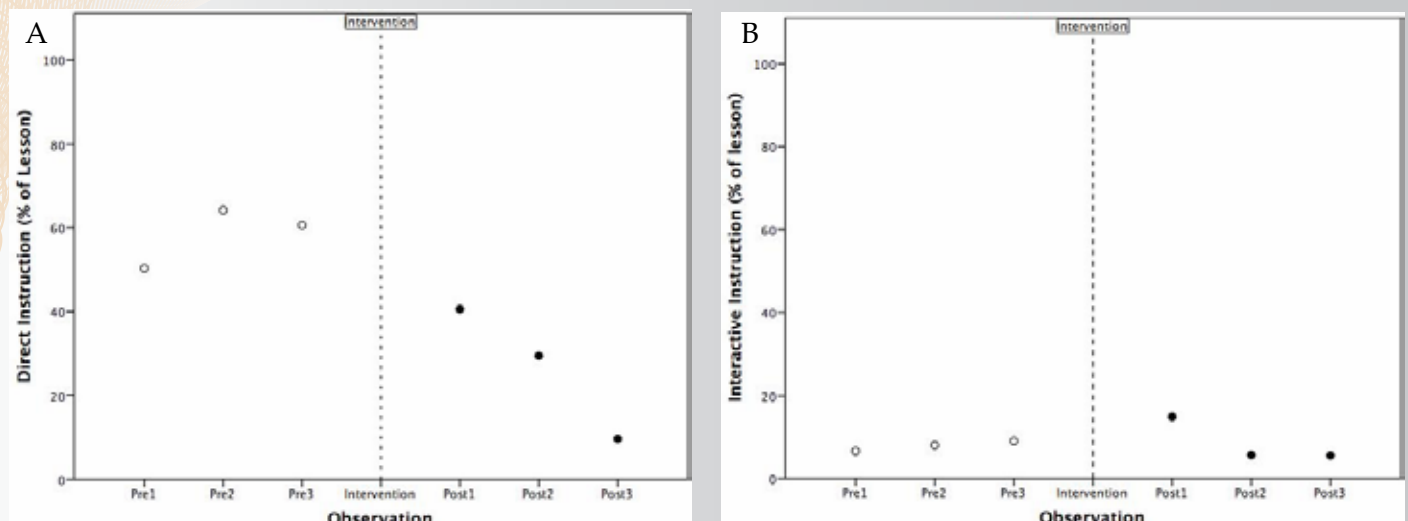 A
Intervention
100
80
60
40
20
0
Direct Instruction (% of Lesson)
Pre1 Pre2 Pre3 Intervention Post1 Post2 Post3
Observation
B
Intervention
100
80
60
40
20
0
Interactive Instruction (% of lesson)
Pre1 Pre2 Pre3 Intervention Post1 Post2 Post3
Observation